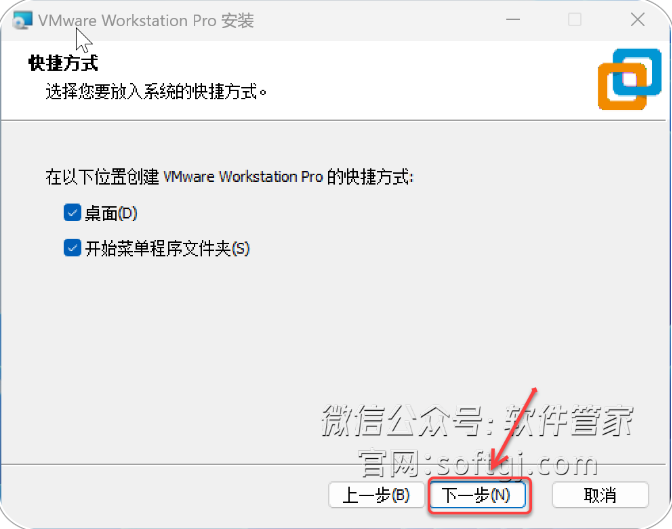 VMware Workstation Pro 安装
快捷方式
选择您要放入系统的快捷方式。
在以下位置创建 VMware Workstation Pro 的快捷方式:
桌面(D)
开始菜单程序文件夹(S)
微信公众号:软件管家
官网:softgj.com
上一步(B) 下一步(N) 取消